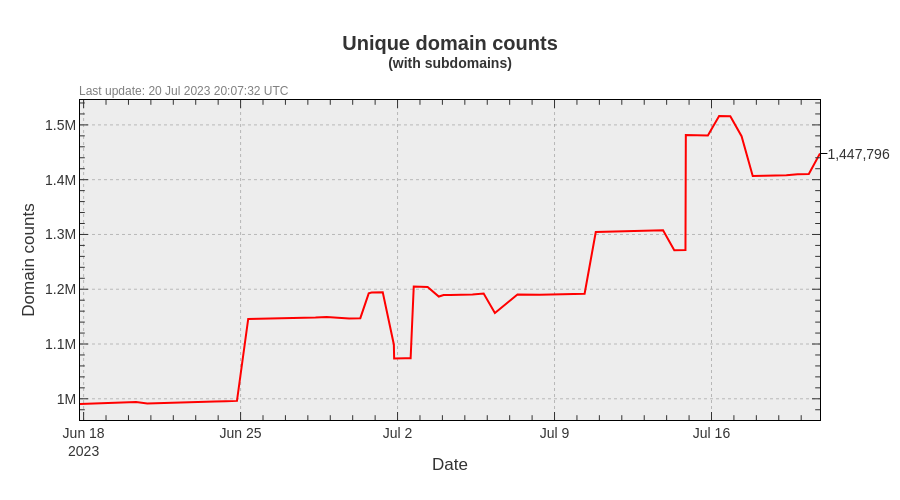 Unique domain counts
(with subdomains)
Last update: 20 Jul 2023 20:07:32 UTC
1.5M
1,447,796
1.4M
1.3M
1.2M
1.1M
1M
Domain counts
Jun 18
2023
Jun 25
Jul 2
Jul 9
Jul 16
Date